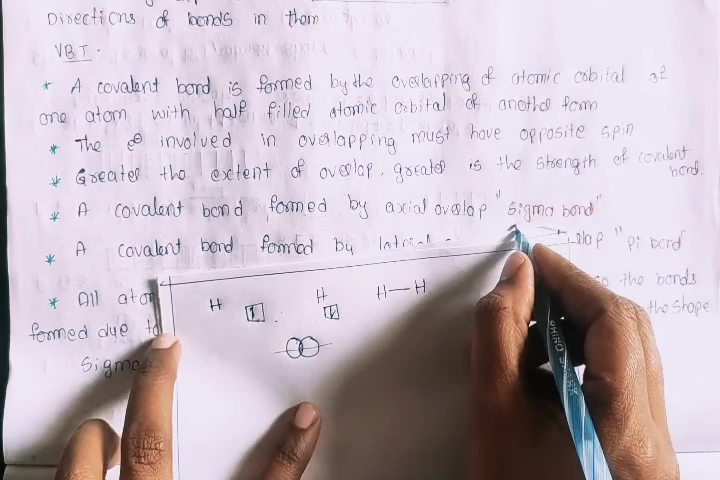 Directions of bonds in them
VBT.
* A covalent bond is formed by the overlapping of atomic orbital of
one atom with half filled atomic orbital of another
* The e⊖ involved in overlapping must have opposite spin
* Greater the extent of overlap, greater is the strength of covalent
bond.
* A covalent bond formed by axial overlap "Sigma bond"
* A covalent bond formed by "Pi bond
* All the bonds
formed due to the shape
Sigma
H H H—H
1 1